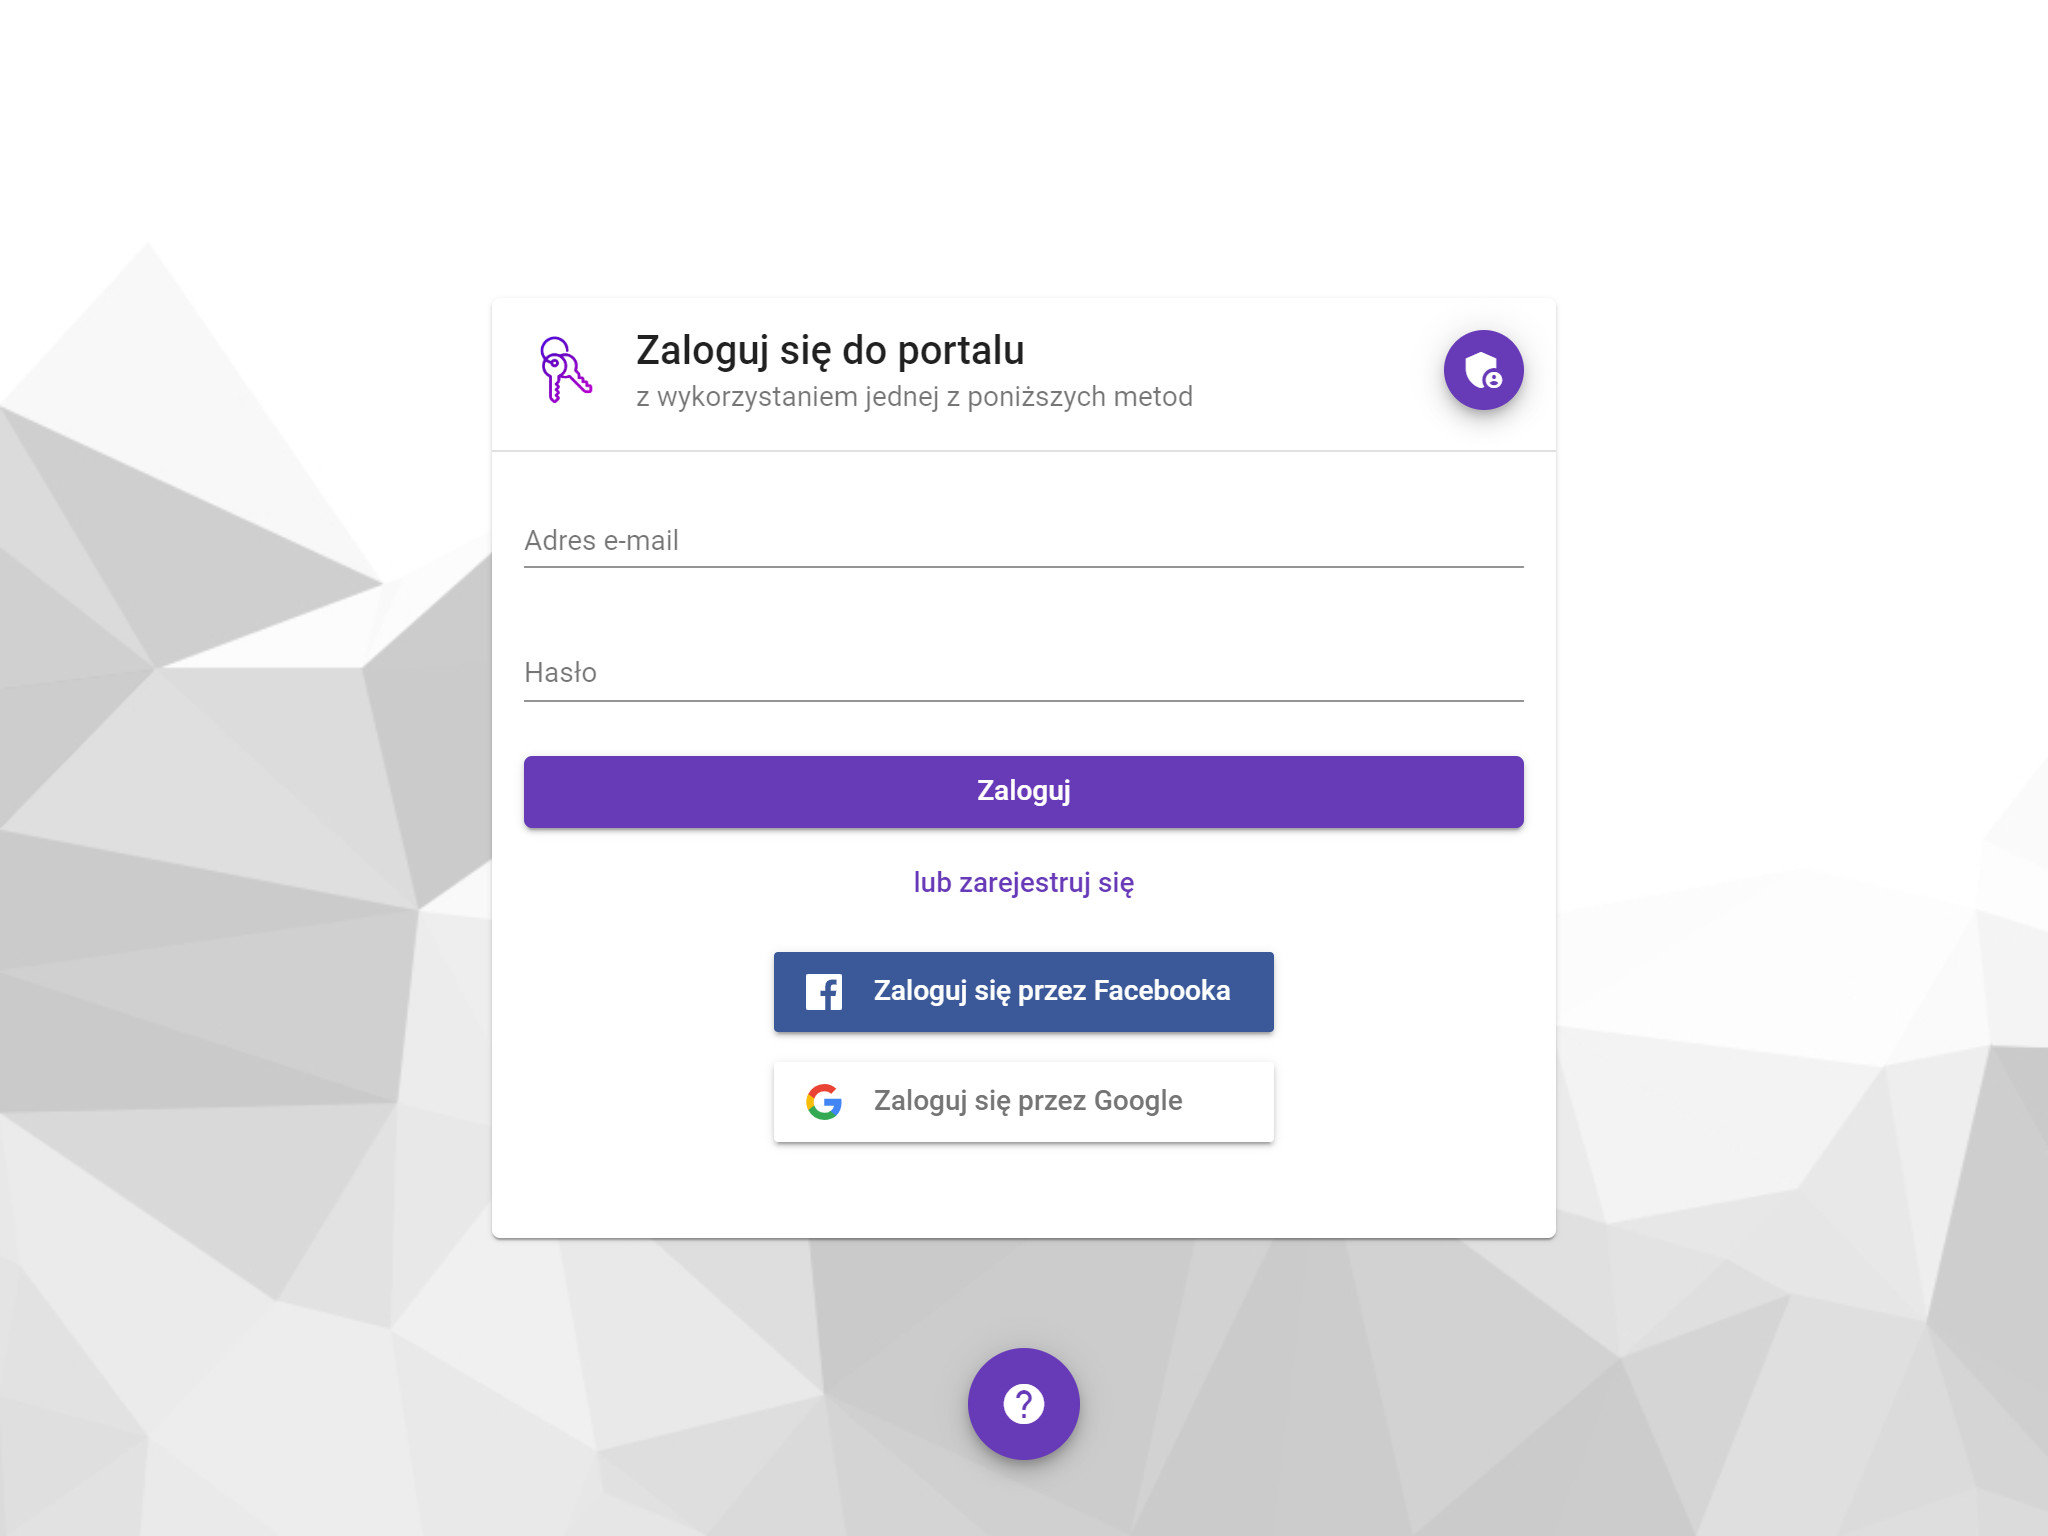 Zaloguj się do portalu
z wykorzystaniem jednej z poniższych metod
Adres e-mail
Hasło
Zaloguj
lub zarejestruj się
Zaloguj się przez Facebooka
Zaloguj się przez Google